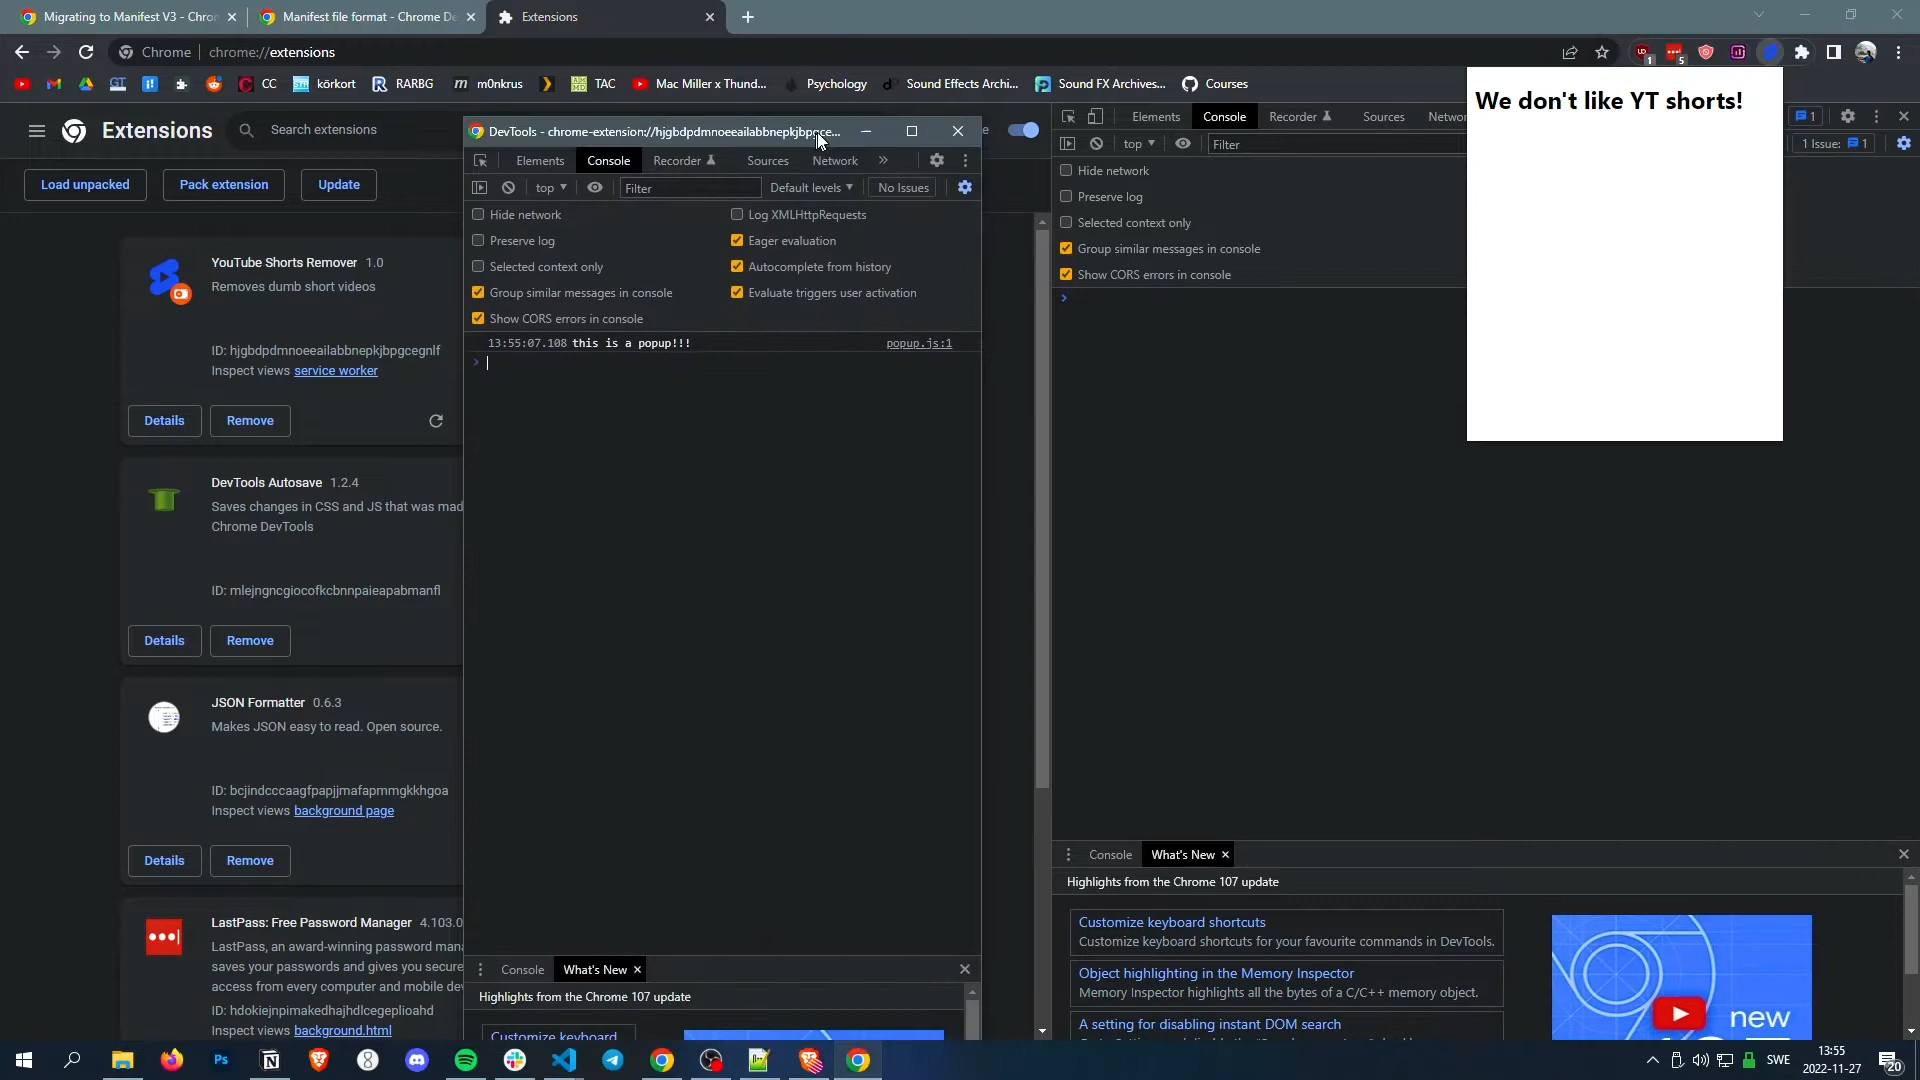 Migrating to Manifest V3 - Chron
Manifest file format - Chrome De
Extensions
Chrome
chrome://extensions
1
5
CC
körkort
RARBG
m0nkrus
TAC
Mac Miller x Thund...
Psychology
Sound Effects Archi...
Sound FX Archives...
Courses
Extensions
Search extensions
Load unpacked
Pack extension
Update
YouTube Shorts Remover 1.0
Removes dumb short videos
ID: hjgbdpdmnoeeailabbnepkjbpgcegnlf
Inspect views service worker
Details
Remove
DevTools Autosave 1.2.4
Saves changes in CSS and JS that was mad
Chrome DevTools
ID: mlejngncgiocofkcbnnpaieapabmanfl
Details
Remove
JSON Formatter 0.6.3
Makes JSON easy to read. Open source.
ID: bcjindcccaagfpapjjmafapmmgkkhgoa
Inspect views background page
Details
Remove
LastPass: Free Password Manager 4.103.0
LastPass, an award-winning password mana
saves your passwords and gives you secure
access from every computer and mobile de
ID: hdokiejnpimakedhajhdlcegeplioahd
Inspect views background.html
DevTools - chrome-extension://hjgbdpdmnoeeailabbnepkjbpgce...
Elements
Console
Recorder
Sources
Network
top
Filter
Default levels
No Issues
Hide network
Log XMLHttpRequests
Preserve log
Eager evaluation
Selected context only
Autocomplete from history
Group similar messages in console
Evaluate triggers user activation
Show CORS errors in console
13:55:07.108 this is a popup!!!
popup.js:1
Console
What's New
Highlights from the Chrome 107 update
Customize keyboard
We don't like YT shorts!
Elements
Console
Recorder
Sources
Networ
1
top
Filter
1 Issue: 1
Hide network
Preserve log
Selected context only
Group similar messages in console
Show CORS errors in console
Console
What's New
Highlights from the Chrome 107 update
Customize keyboard shortcuts
Customize keyboard shortcuts for your favourite commands in DevTools.
Object highlighting in the Memory Inspector
Memory Inspector highlights all the bytes of a C/C++ memory object.
A setting for disabling instant DOM search
new
Ps
SWE
13:55
2022-11-27
20